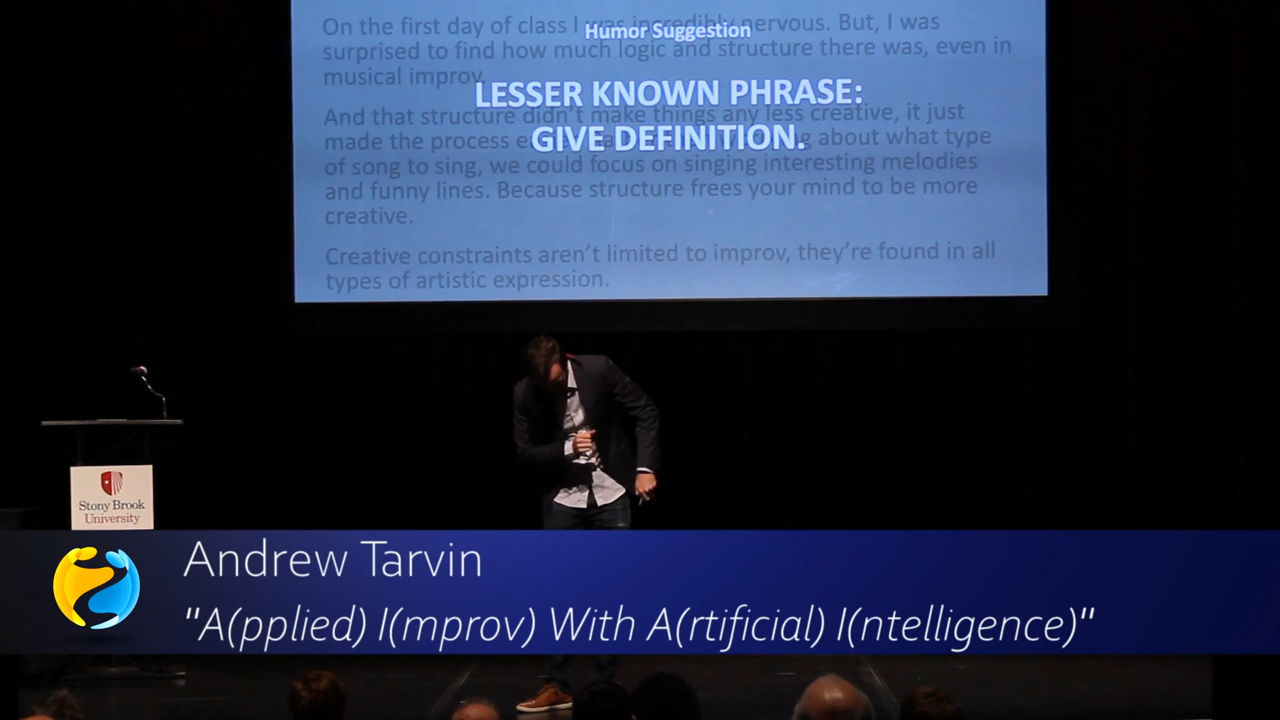 On the first day of class I was incredibly nervous. But, I was
Humor Suggestion
surprised to find how much logic and structure there was, even in
musical improv.
LESSER KNOWN PHRASE:
And that structure didn't make things any less creative, it just
GIVE DEFINITION.
made the process about what type
of song to sing, we could focus on singing interesting melodies
and funny lines. Because structure frees your mind to be more
creative.
Creative constraints aren't limited to improv, they're found in all
types of artistic expression.
Stony Brook
University
Andrew Tarvin
"A(pplied) I(mprov) With A(rtificial) I(ntelligence)"